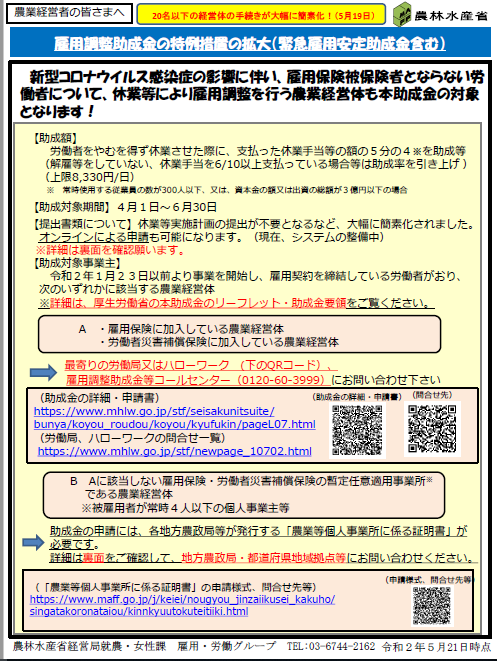 農業経営者の皆さまへ
20名以下の経営体の手続きが大幅に簡素化！（5月19日）
農林水産省
雇用調整助成金の特例措置の拡大（緊急雇用安定助成金含む）
新型コロナウイルス感染症の影響に伴い、雇用保険被保険者とならない労
働者について、休業等により雇用調整を行う農業経営体も本助成金の対象
となります！
【助成額】
労働者をやむを得ず休業させた際に、支払った休業手当等の額の５分の４※を助成等
（解雇等をしていない、休業手当を6/10以上支払っている場合等は助成率を引き上げ ）
（上限8,330円/日）
※ 常時使用する従業員の数が300人以下、又は、資本金の額又は出資の総額が３億円以下の場合
【助成対象期間】４月１日～６月30日
【提出書類について】休業等実施計画の提出が不要となるなど、大幅に簡素化されました。
オンラインによる申請も可能になります。（現在、システムの整備中）
※詳細は裏面を確認願います。
【助成対象事業主】
令和２年１月２３日以前より事業を開始し、雇用契約を締結している労働者がおり、
次のいずれかに該当する農業経営体
※詳細は、厚生労働省の本助成金のリーフレット・助成金要領をご覧ください。
Ａ ・雇用保険に加入している農業経営体
・労働者災害補償保険に加入している農業経営体
最寄りの労働局又はハローワーク （下のQRコード）、
雇用調整助成金等コールセンター（0120-60-3999）にお問い合わせ下さい
（助成金の詳細・申請書）
https://www.mhlw.go.jp/stf/seisakunitsuite/
bunya/koyou_roudou/koyou/kyufukin/pageL07.html
（労働局、ハローワークの問合せ一覧）
https://www.mhlw.go.jp/stf/newpage_10702.html
（助成金の詳細・申請書）
（問合せ先）
Ｂ Ａに該当しない雇用保険・労働者災害補償保険の暫定任意適用事業所※
である農業経営体
※被雇用者が常時４人以下の個人事業主等
助成金の申請には、各地方農政局等が発行する「農業等個人事業所に係る証明書」が
必要です。
詳細は裏面をご確認して、地方農政局・都道府県地域拠点等にお問い合わせください。
（「農業等個人事業所に係る証明書」の申請様式、問合せ先等）
https://www.maff.go.jp/j/keiei/nougyou_jinzaiikusei_kakuho/
singatakoronataiou/kinnkyuutokuteitiiki.html
（申請様式、問合せ先等）
農林水産省経営局就農・女性課 雇用・労働グループ TEL:03-6744-2162 令和２年５月21日時点